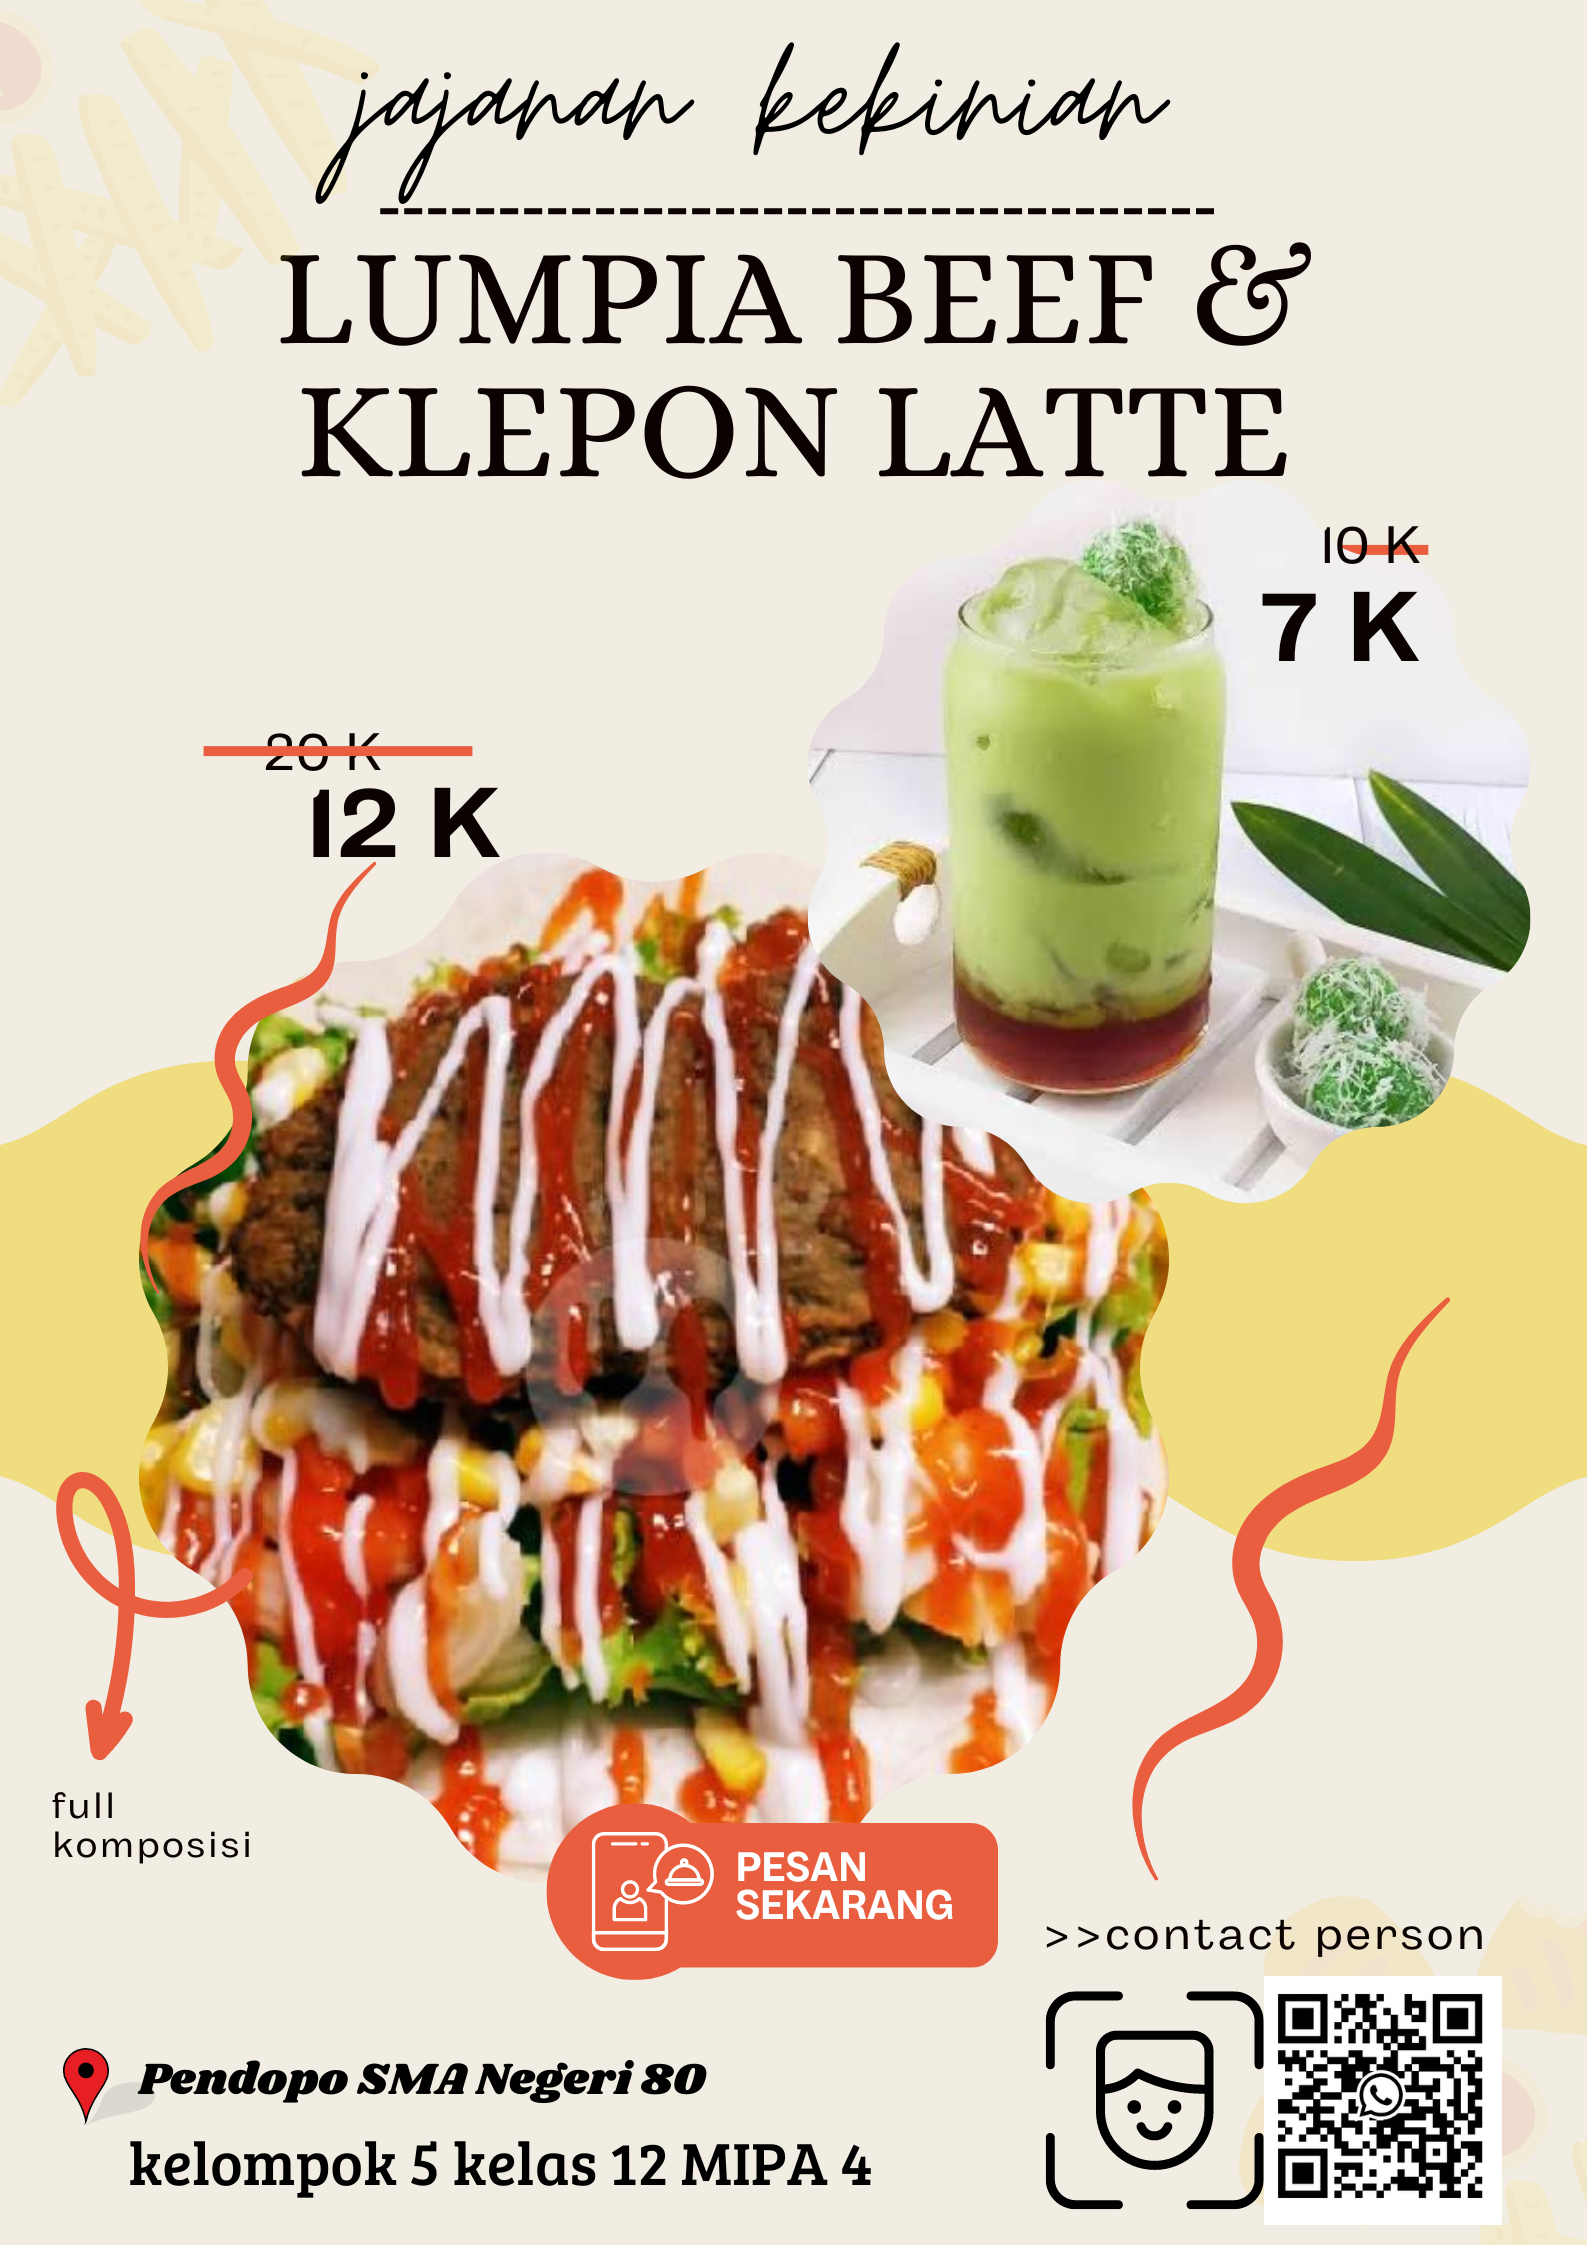 jajanan kekinian
LUMPIA BEEF &
KLEPON LATTE
10 K
7 K
20 K
12 K
full
komposisi
PESAN
SEKARANG
>>contact person
Pendopo SMA Negeri 80
kelompok 5 kelas 12 MIPA 4